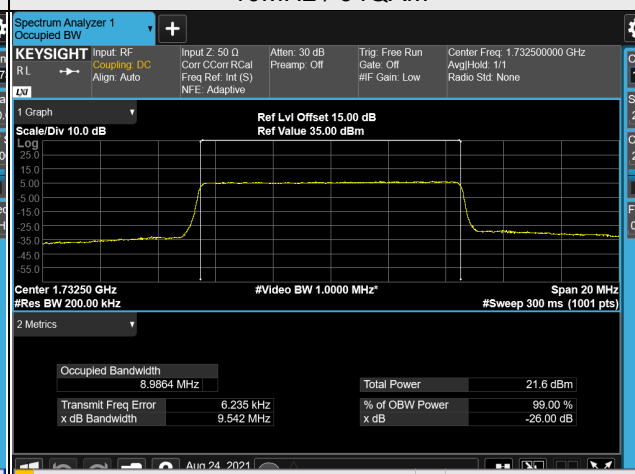 Spectrum Analyzer 1
Occupied BW
KEYSIGHT
R L
LXI
Input: RF
Coupling: DC
Align: Auto
Input Z: 50 Ω
Corr CCorr RCal
Freq Ref: Int (S)
NFE: Adaptive
Atten: 30 dB
Preamp: Off
Trig: Free Run
Gate: Off
#IF Gain: Low
Center Freq: 1.732500000 GHz
Avg|Hold: 1/1
Radio Std: None
1 Graph
Scale/Div 10.0 dB
Ref Lvl Offset 15.00 dB
Ref Value 35.00 dBm
Log
25.0
15.0
5.00
-5.00
-15.0
-25.0
-35.0
-45.0
-55.0
Center 1.73250 GHz
#Res BW 200.00 kHz
#Video BW 1.0000 MHz*
Span 20 MHz
#Sweep 300 ms (1001 pts)
2 Metrics
Occupied Bandwidth
8.9864 MHz
Transmit Freq Error 6.235 kHz
x dB Bandwidth 9.542 MHz
Total Power 21.6 dBm
% of OBW Power 99.00 %
x dB -26.00 dB
Aug 24, 2021